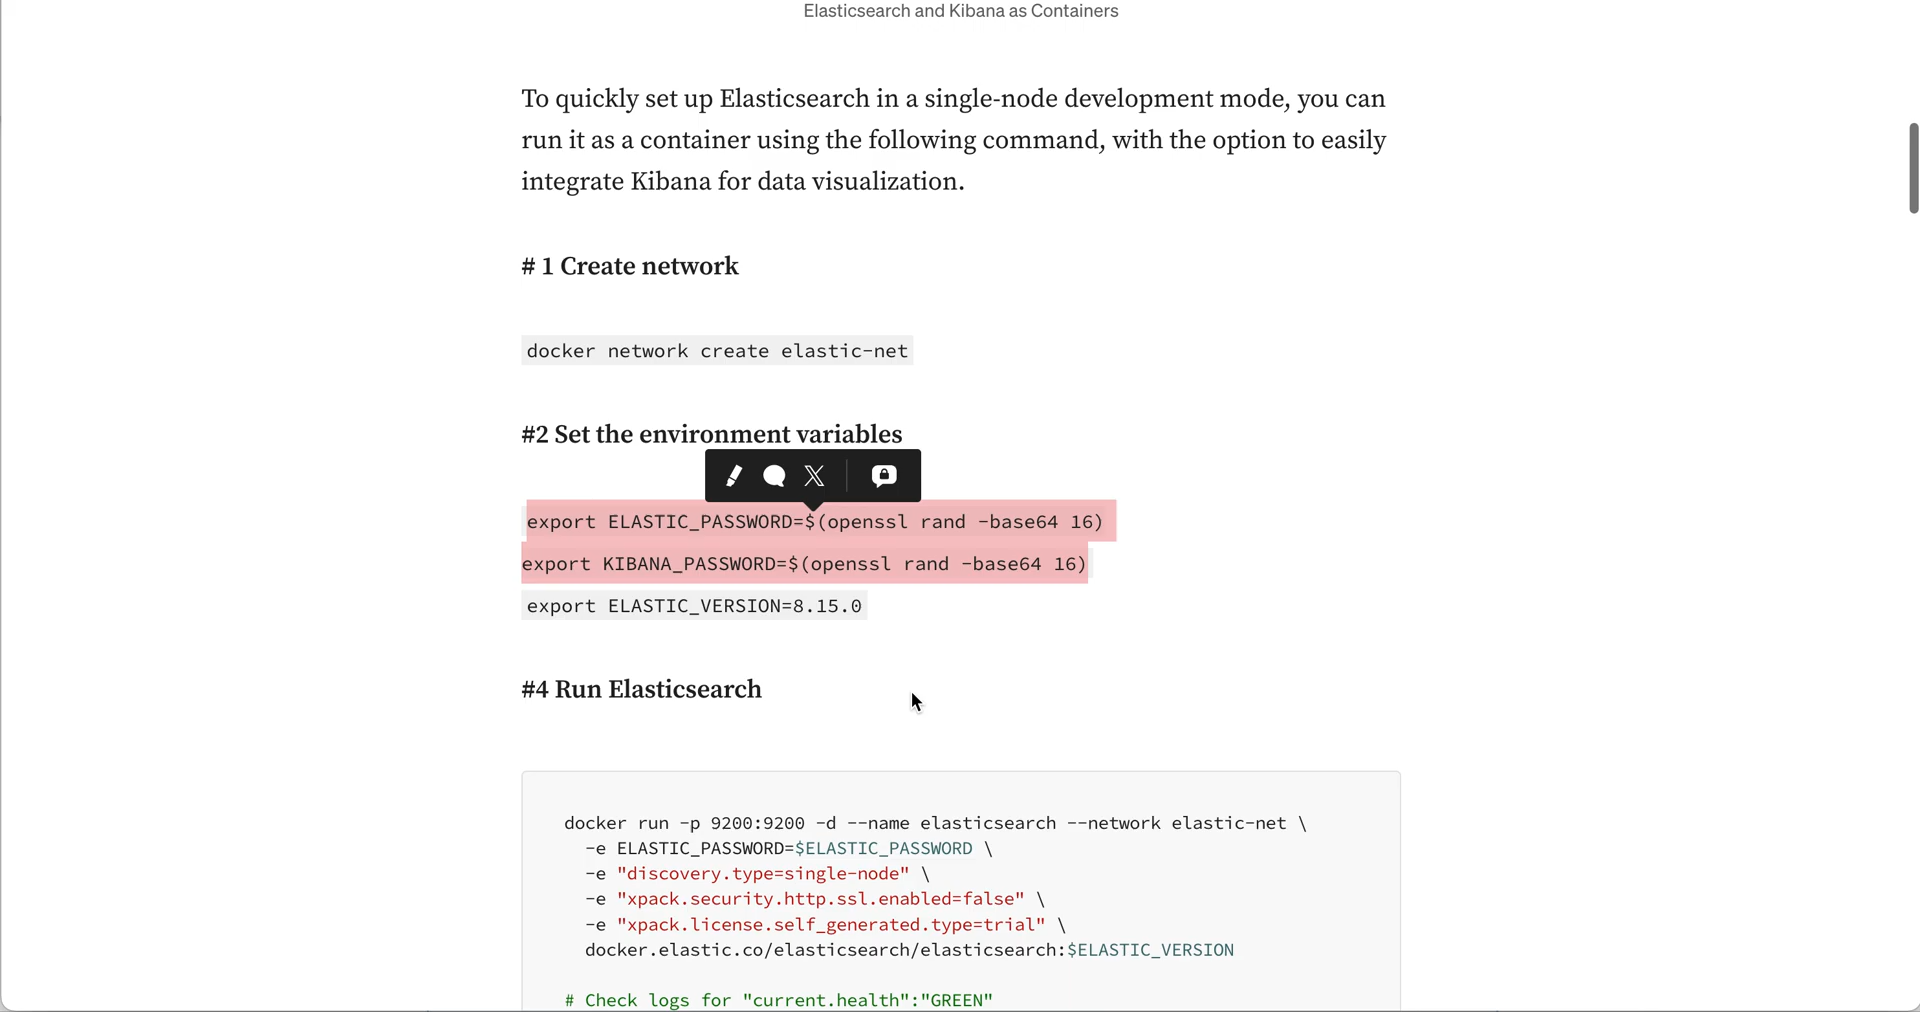 Elasticsearch and Kibana as Containers
To quickly set up Elasticsearch in a single-node development mode, you can
run it as a container using the following command, with the option to easily
integrate Kibana for data visualization.
# 1 Create network
docker network create elastic-net
#2 Set the environment variables
export ELASTIC_PASSWORD=$(openssl rand -base64 16)
export KIBANA_PASSWORD=$(openssl rand -base64 16)
export ELASTIC_VERSION=8.15.0
#4 Run Elasticsearch
docker run -p 9200:9200 -d --name elasticsearch --network elastic-net \
-e ELASTIC_PASSWORD=$ELASTIC_PASSWORD \
-e "discovery.type=single-node" \
-e "xpack.security.http.ssl.enabled=false" \
-e "xpack.license.self_generated.type=trial" \
docker.elastic.co/elasticsearch/elasticsearch:$ELASTIC_VERSION
# Check logs for "current.health":"GREEN"